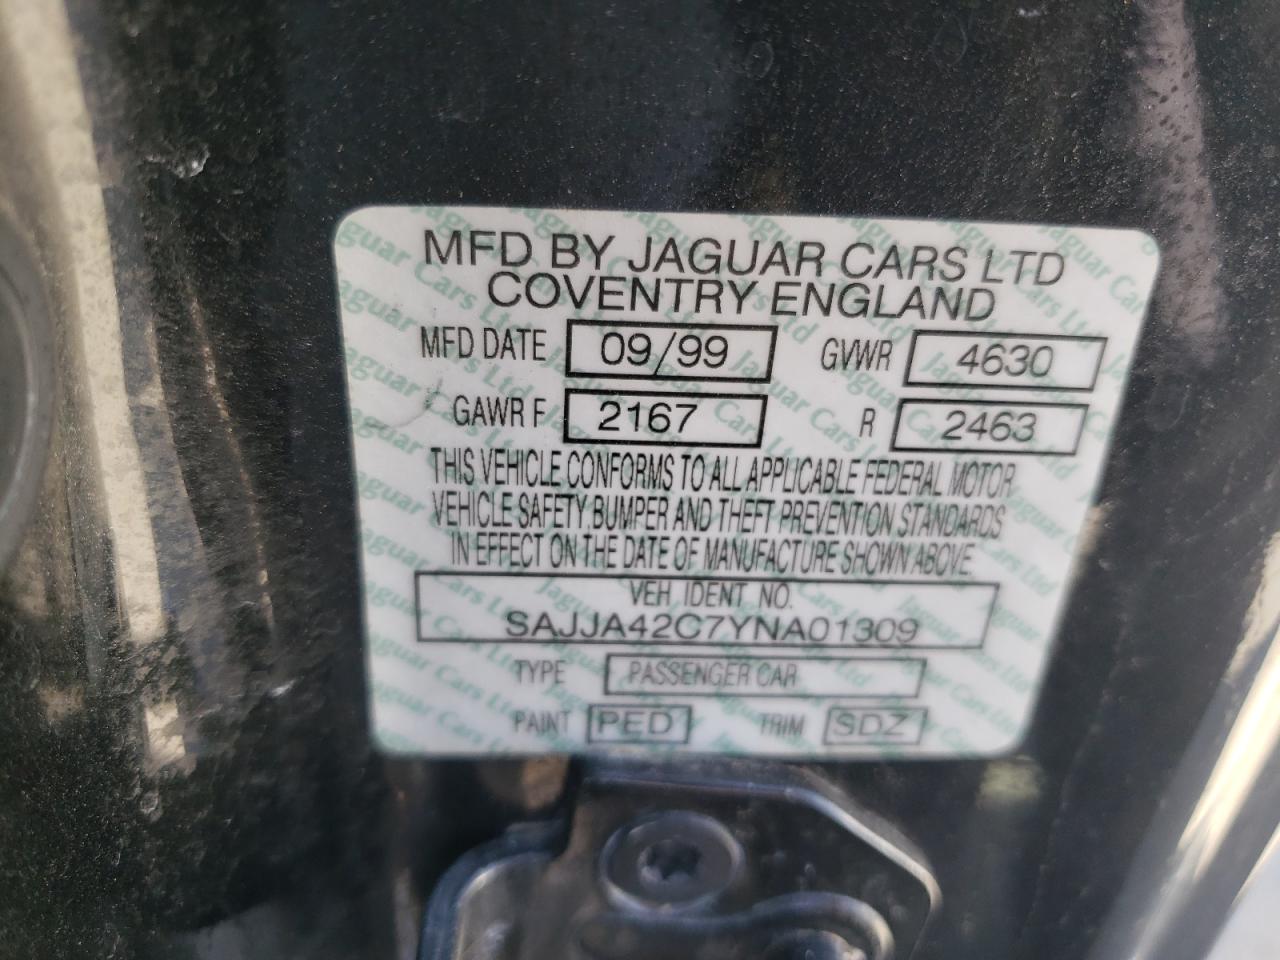 MFD BY JAGUAR CARS LTD
COVENTRY ENGLAND
MFD DATE 09/99 GVWR 4630
GAWR F 2167 R 2463
THIS VEHICLE CONFORMS TO ALL APPLICABLE FEDERAL MOTOR
VEHICLE SAFETY, BUMPER AND THEFT PREVENTION STANDARDS
IN EFFECT ON THE DATE OF MANUFACTURE SHOWN ABOVE.
VEH IDENT NO.
SAJJA42C7YNA01309
TYPE PASSENGER CAR
PAINT PED TRIM SDZ